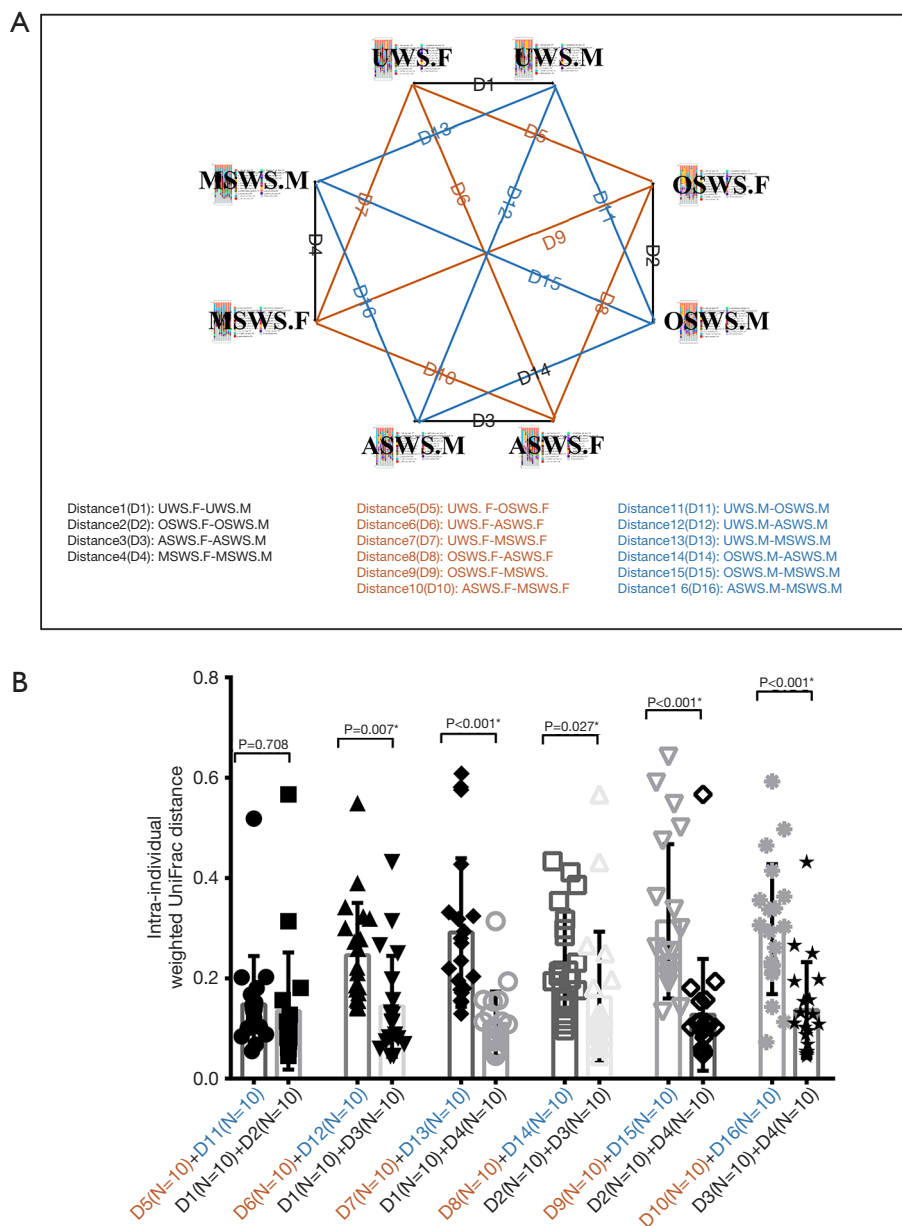 A
UWS.F UWS.M
D1
D13 D5
MSWS.M OSWS.F
D7 D6 D12 D11
D9
D4 D2
D15
D16 D8
MSWS.F OSWS.M
D10 D14
D3
ASWS.M ASWS.F
Distance1(D1): UWS.F-UWS.M
Distance2(D2): OSWS.F-OSWS.M
Distance3(D3): ASWS.F-ASWS.M
Distance4(D4): MSWS.F-MSWS.M
Distance5(D5): UWS. F-OSWS.F
Distance6(D6): UWS.F-ASWS.F
Distance7(D7): UWS.F-MSWS.F
Distance8(D8): OSWS.F-ASWS.F
Distance9(D9): OSWS.F-MSWS.
Distance10(D10): ASWS.F-MSWS.F
Distance11(D11): UWS.M-OSWS.M
Distance12(D12): UWS.M-ASWS.M
Distance13(D13): UWS.M-MSWS.M
Distance14(D14): OSWS.M-ASWS.M
Distance15(D15): OSWS.M-MSWS.M
Distance1 6(D16): ASWS.M-MSWS.M
B
Intra-individual
weighted UniFrac distance
0.8
0.6
0.4
0.2
0.0
P=0.708
P=0.007*
P<0.001*
P=0.027*
P<0.001*
P<0.001*
D5(N=10)+D11(N=10)
D1(N=10)+D2(N=10)
D6(N=10)+D12(N=10)
D1(N=10)+D3(N=10)
D7(N=10)+D13(N=10)
D1(N=10)+D4(N=10)
D8(N=10)+D14(N=10)
D2(N=10)+D3(N=10)
D9(N=10)+D15(N=10)
D2(N=10)+D4(N=10)
D10(N=10)+D16(N=10)
D3(N=10)+D4(N=10)